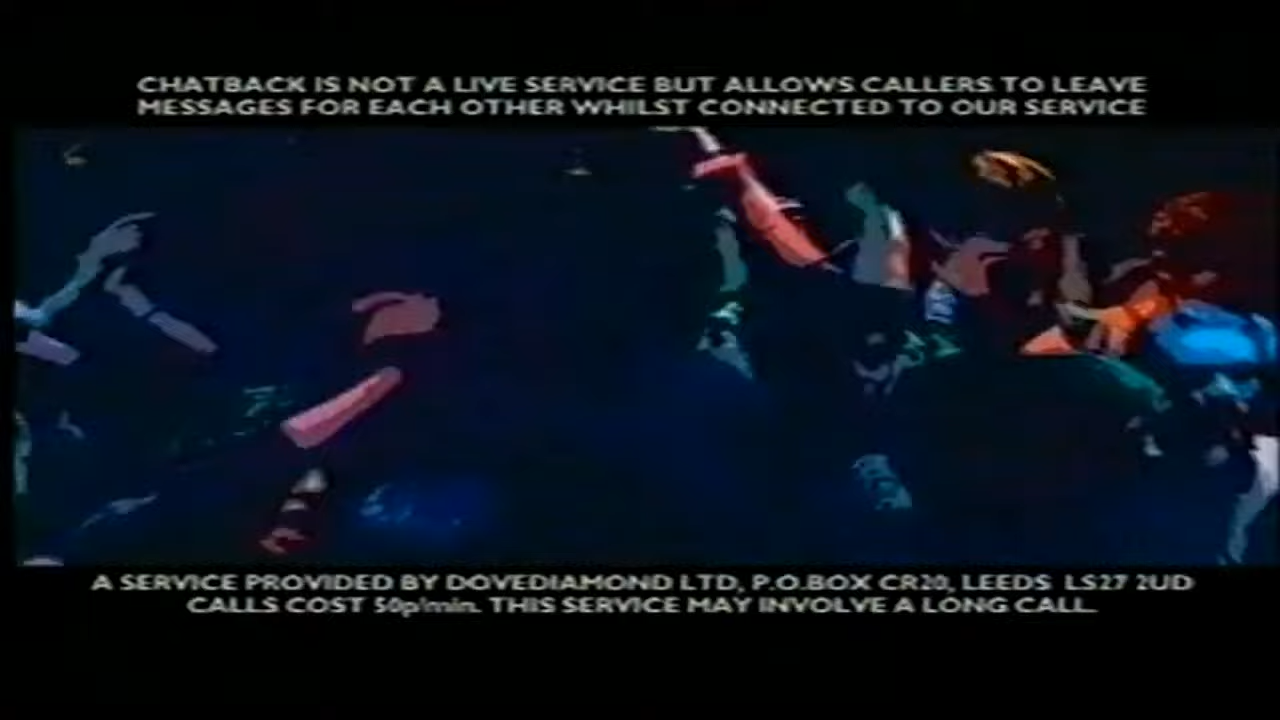 CHATBACK IS NOT A LIVE SERVICE BUT ALLOWS CALLERS TO LEAVE
MESSAGES FOR EACH OTHER WHILST CONNECTED TO OUR SERVICE
A SERVICE PROVIDED BY DOVEDIAMOND LTD, P.O.BOX CR20, LEEDS LS27 2UD
CALLS COST 50p/min. THIS SERVICE MAY INVOLVE A LONG CALL.